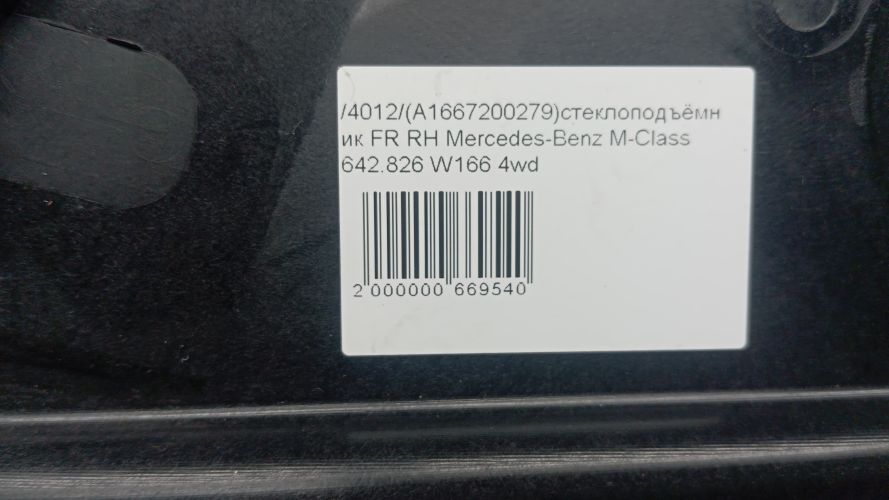 /4012/(A1667200279)стеклоподъёмн
ик FR RH Mercedes-Benz M-Class
642.826 W166 4wd
2 000000 669540